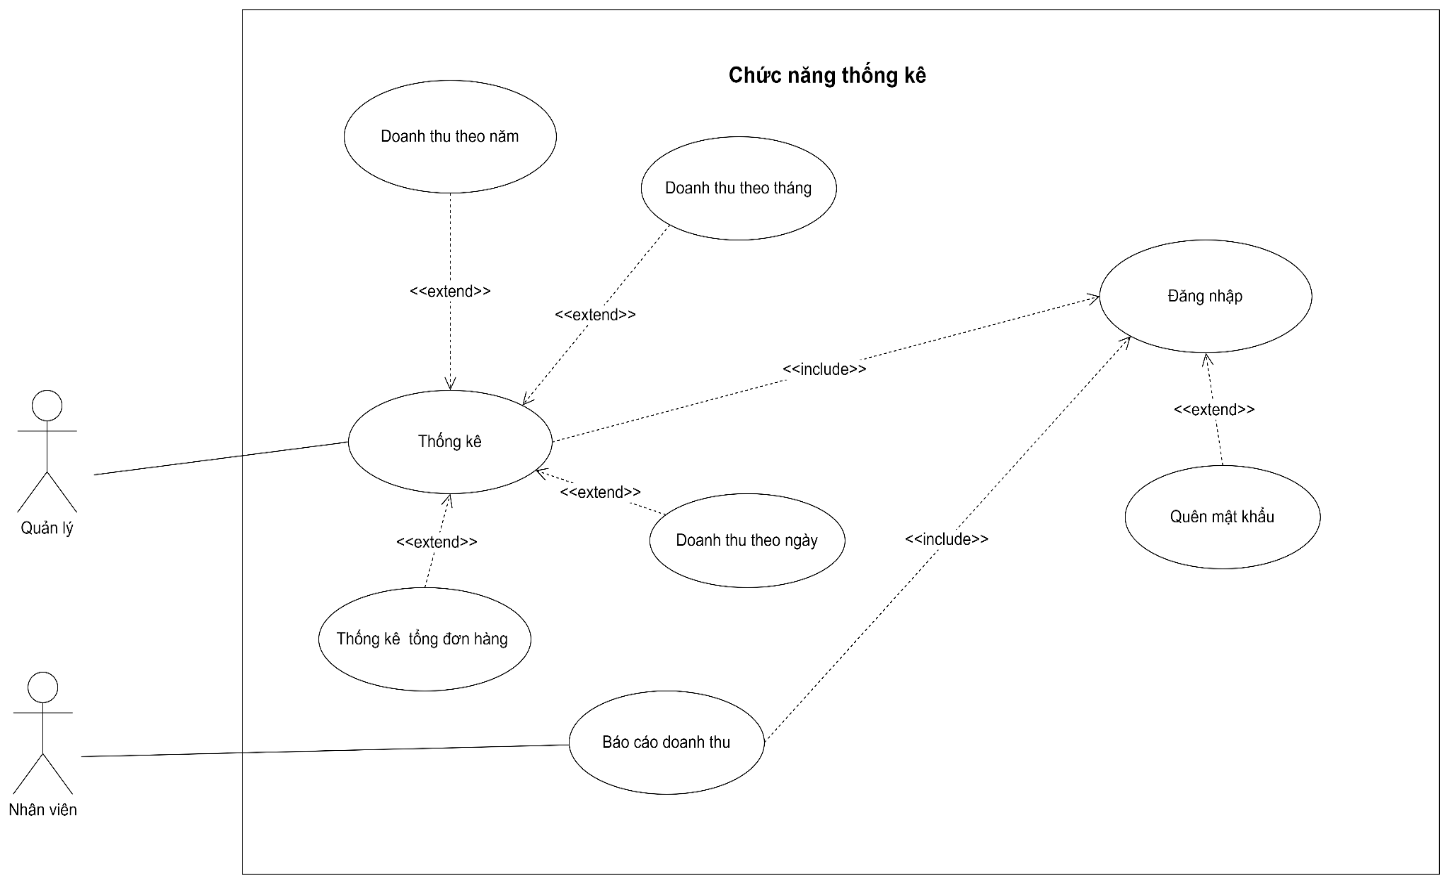 Chức năng thống kê
Doanh thu theo năm
Doanh thu theo tháng
<<extend>>
<<extend>>
Đăng nhập
<<include>>
<<extend>>
Thống kê
<<extend>>
Quên mật khẩu
Quản lý
<<extend>>
Doanh thu theo ngày
<<include>>
Thống kê  tổng đơn hàng
Báo cáo doanh thu
Nhân viên